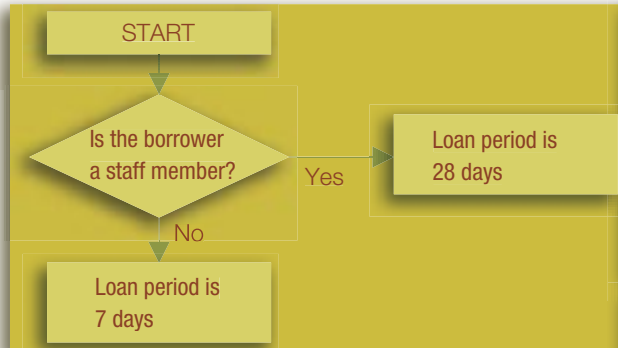 START
Is the borrower
a staff member?
Yes
Loan period is
28 days
No
Loan period is
7 days